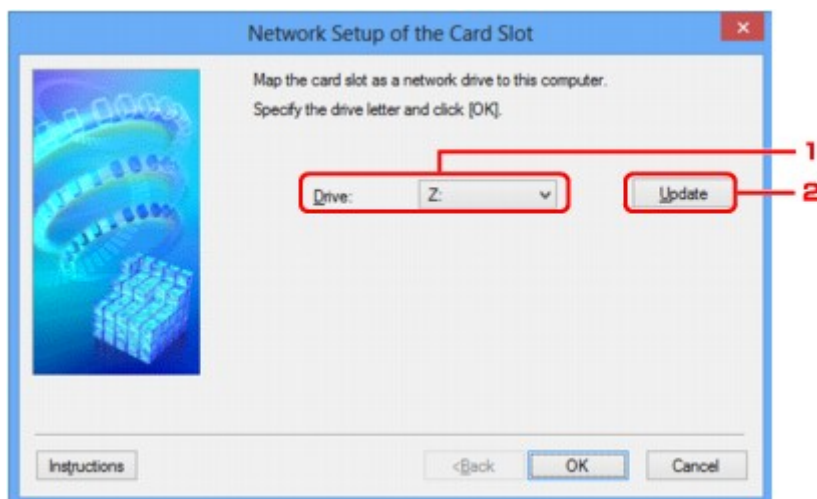 Network Setup of the Card Slot
Map the card slot as a network drive to this computer.
Specify the drive letter and click [OK].
1
Drive: Z: Update
2
Instructions <Back OK Cancel